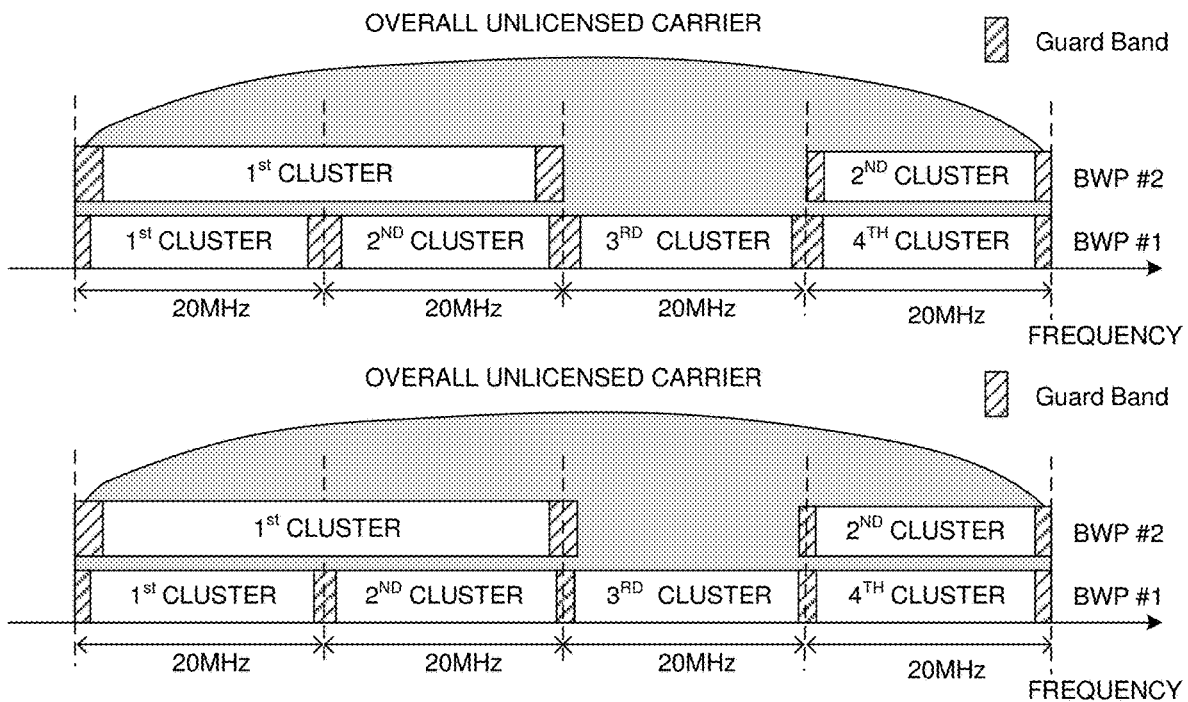 OVERALL UNLICENSED CARRIER
Guard Band
1st CLUSTER 2ND CLUSTER BWP #2
1st CLUSTER 2ND CLUSTER 3RD CLUSTER 4TH CLUSTER BWP #1
20MHz 20MHz 20MHz 20MHz
FREQUENCY
OVERALL UNLICENSED CARRIER
Guard Band
1st CLUSTER 2ND CLUSTER BWP #2
1st CLUSTER 2ND CLUSTER 3RD CLUSTER 4TH CLUSTER BWP #1
20MHz 20MHz 20MHz 20MHz
FREQUENCY